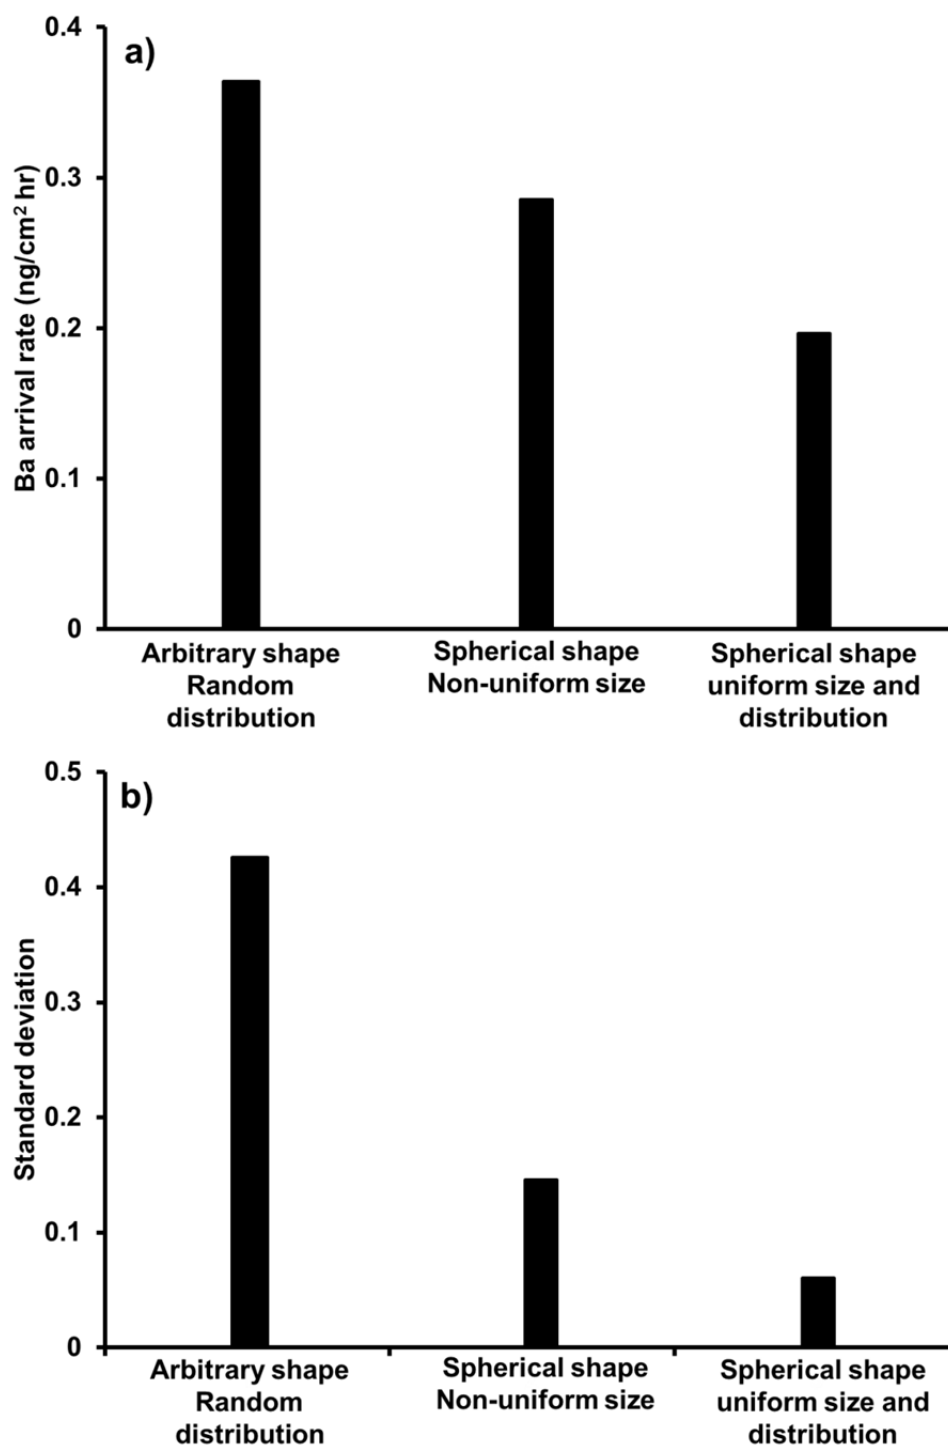 a)
Ba arrival rate (ng/cm² hr)
0.4
0.3
0.2
0.1
0
Arbitrary shape
Random
distribution
Spherical shape
Non-uniform size
Spherical shape
uniform size and
distribution
b)
Standard deviation
0.5
0.4
0.3
0.2
0.1
0
Arbitrary shape
Random
distribution
Spherical shape
Non-uniform size
Spherical shape
uniform size and
distribution